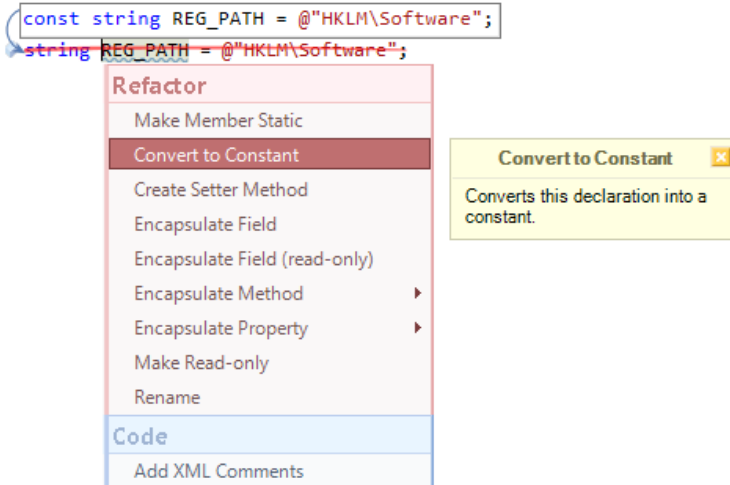 const string REG_PATH = @"HKLM\Software";
string REG_PATH = @"HKLM\Software";
Refactor
Make Member Static
Convert to Constant
Create Setter Method
Encapsulate Field
Encapsulate Field (read-only)
Encapsulate Method
Encapsulate Property
Make Read-only
Rename
Code
Add XML Comments
Convert to Constant
Converts this declaration into a
constant.